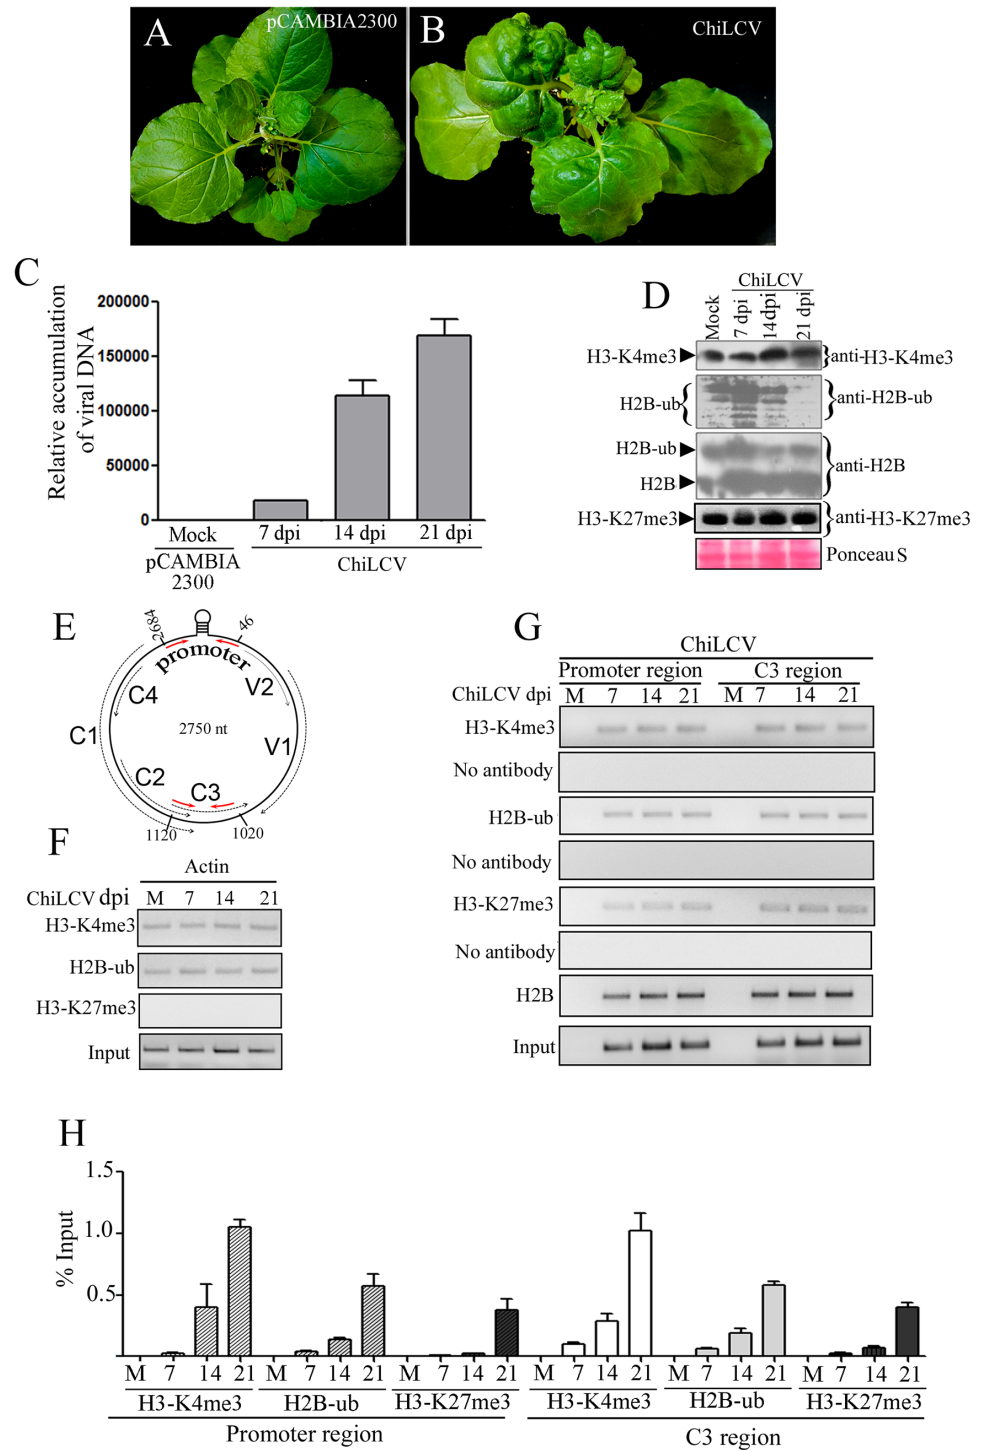 A
pCAMBIA2300
B
ChiLCV
C
Relative accumulation
of viral DNA
200000
150000
100000
50000
0
Mock
7 dpi
14 dpi
21 dpi
pCAMBIA
2300
ChiLCV
D
ChiLCV
Mock
7 dpi
14dpi
21 dpi
H3-K4me3
anti-H3-K4me3
H2B-ub
anti-H2B-ub
H2B-ub
H2B
anti-H2B
H3-K27me3
anti-H3-K27me3
Ponceau S
E
2684
46
promoter
C4
V2
C1
2750 nt
V1
C2
C3
1120
1020
F
Actin
ChiLCV dpi
M 7 14 21
H3-K4me3
H2B-ub
H3-K27me3
Input
G
ChiLCV
Promoter region
C3 region
ChiLCV dpi
M 7 14 21 M 7 14 21
H3-K4me3
No antibody
H2B-ub
No antibody
H3-K27me3
No antibody
H2B
Input
H
% Input
1.5
1.0
0.5
M 7 14 21 M 7 14 21 M 7 14 21 M 7 14 21 M 7 14 21 M 7 14 21
H3-K4me3 H2B-ub H3-K27me3 H3-K4me3 H2B-ub H3-K27me3
Promoter region
C3 region